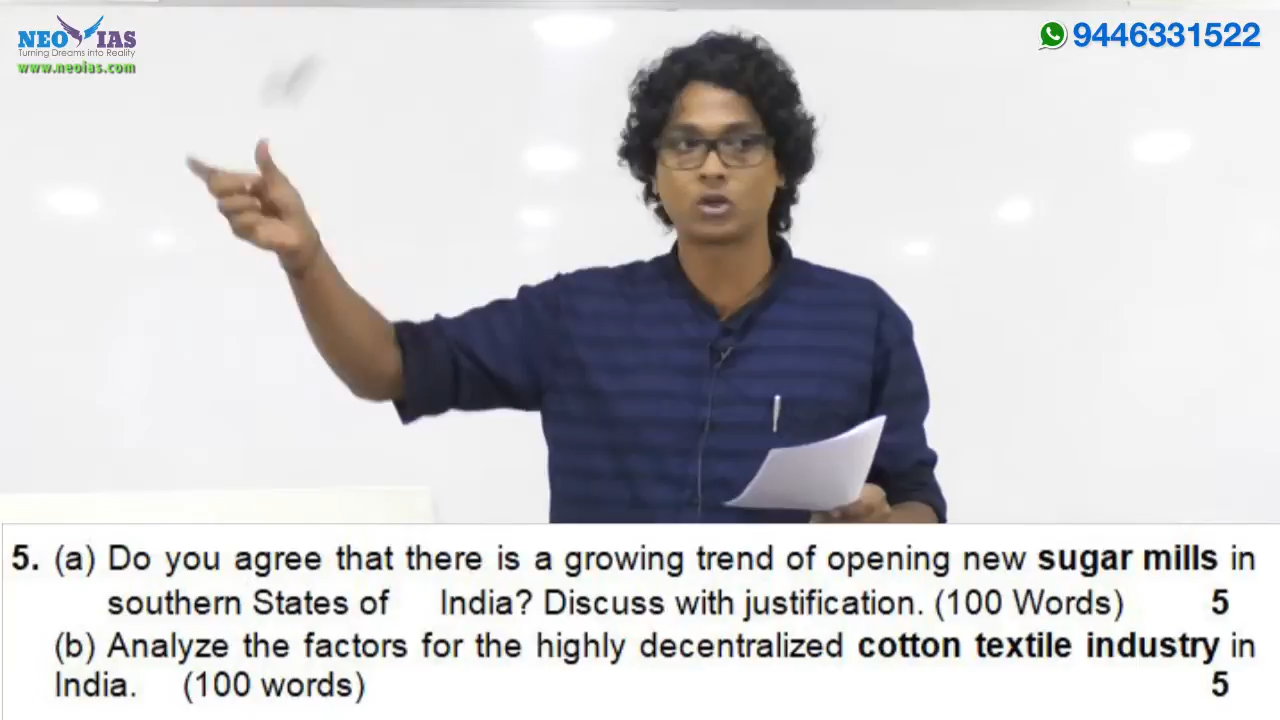 NEO IAS
Turning Dreams into Reality
www.neoias.com
9446331522
5. (a) Do you agree that there is a growing trend of opening new sugar mills in
southern States of India? Discuss with justification. (100 Words) 5
(b) Analyze the factors for the highly decentralized cotton textile industry in
India. (100 words) 5